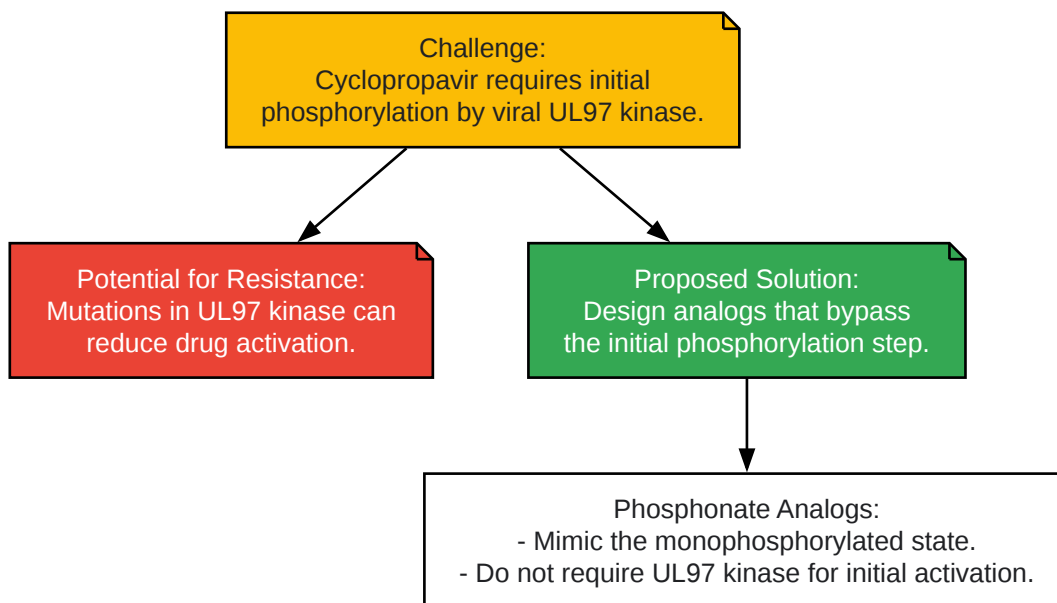 Challenge:
Cyclopropavir requires initial
phosphorylation by viral UL97 kinase.
Potential for Resistance:
Mutations in UL97 kinase can
reduce drug activation.
Proposed Solution:
Design analogs that bypass
the initial phosphorylation step.
Phosphonate Analogs:
- Mimic the monophosphorylated state.
- Do not require UL97 kinase for initial activation.